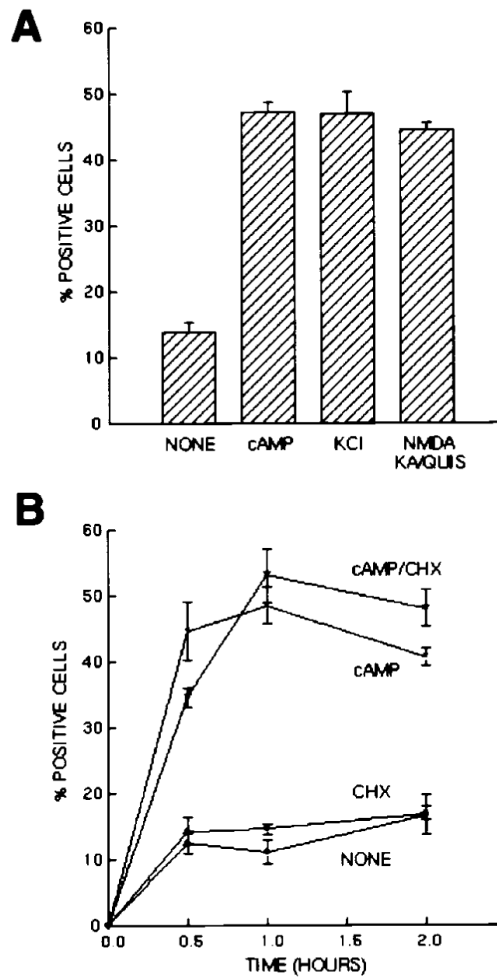 A
60
50
40
30
20
10
0
% POSITIVE CELLS
NONE cAMP KCl NMDA
KA/QUIS
B
60
50
40
30
20
10
0
% POSITIVE CELLS
cAMP/CHX
cAMP
CHX
NONE
0.0 0.5 1.0 1.5 2.0
TIME (HOURS)